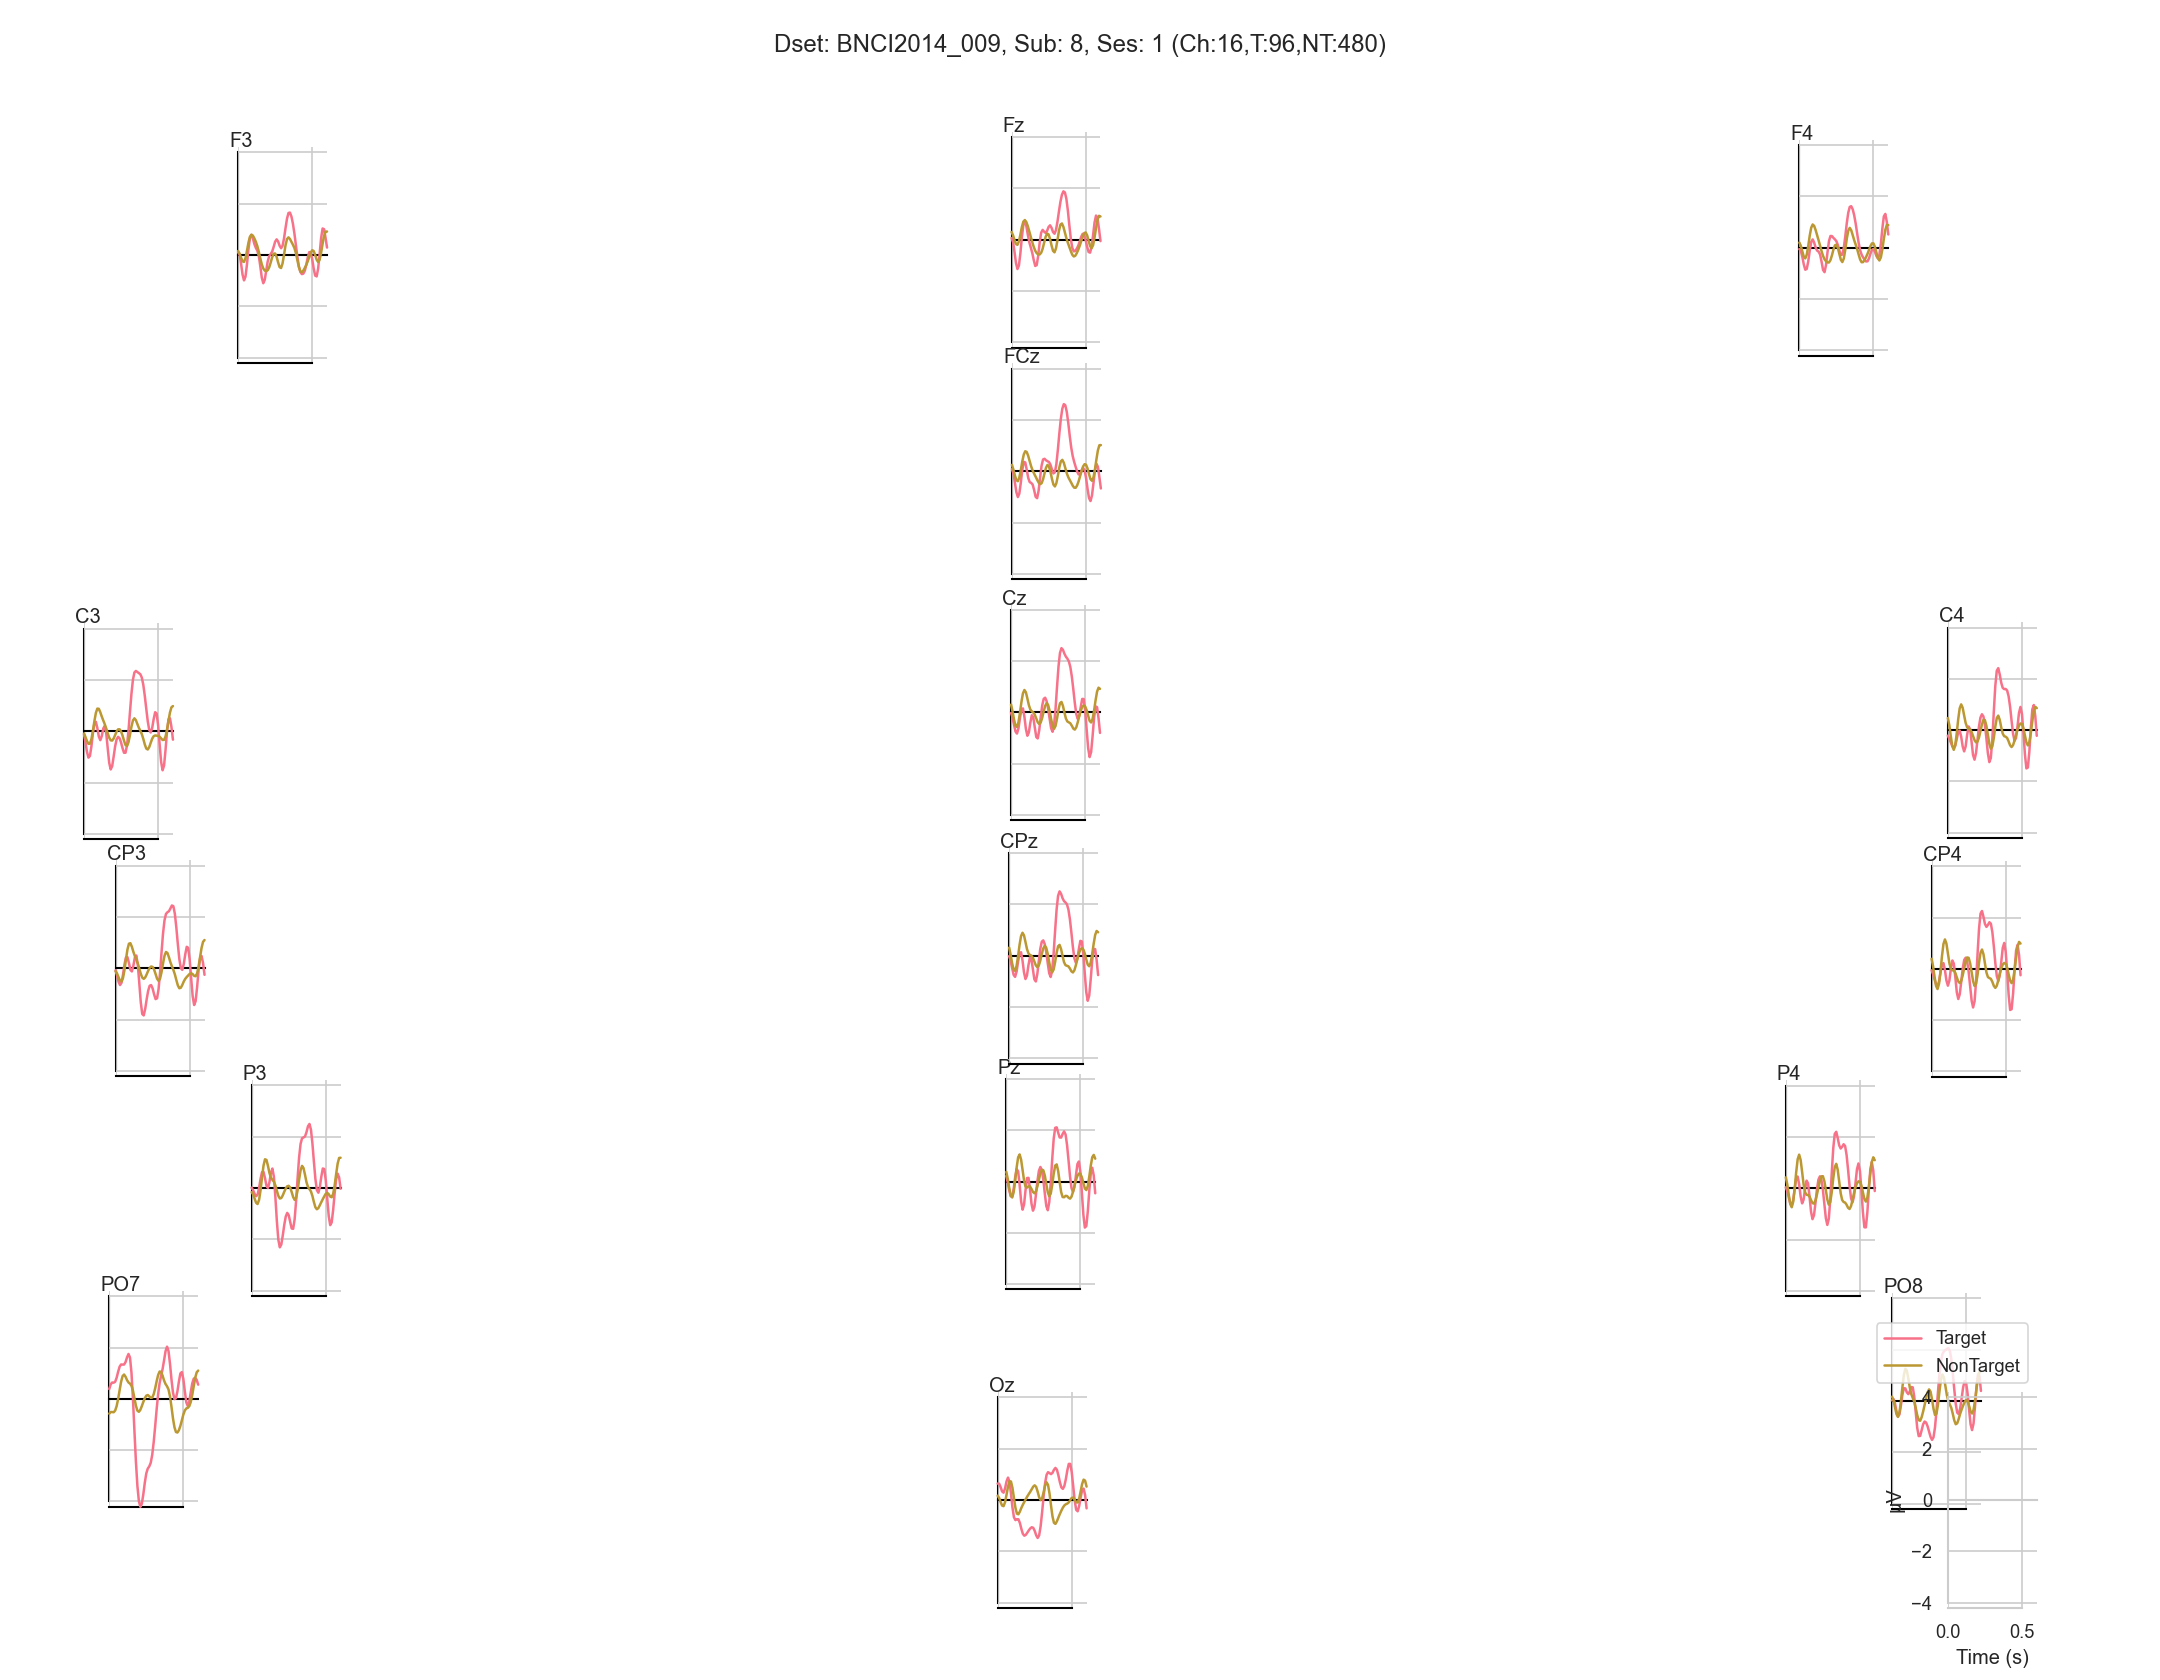 Dset: BNCI2014_009, Sub: 8, Ses: 1 (Ch:16,T:96,NT:480)
F3
Fz
F4
FCz
C3
Cz
C4
CP3
CPz
CP4
P3
Pz
P4
PO7
PO8
Target
NonTarget
Oz
4
2
0
−2
−4
µV
0.0 0.5
Time (s)